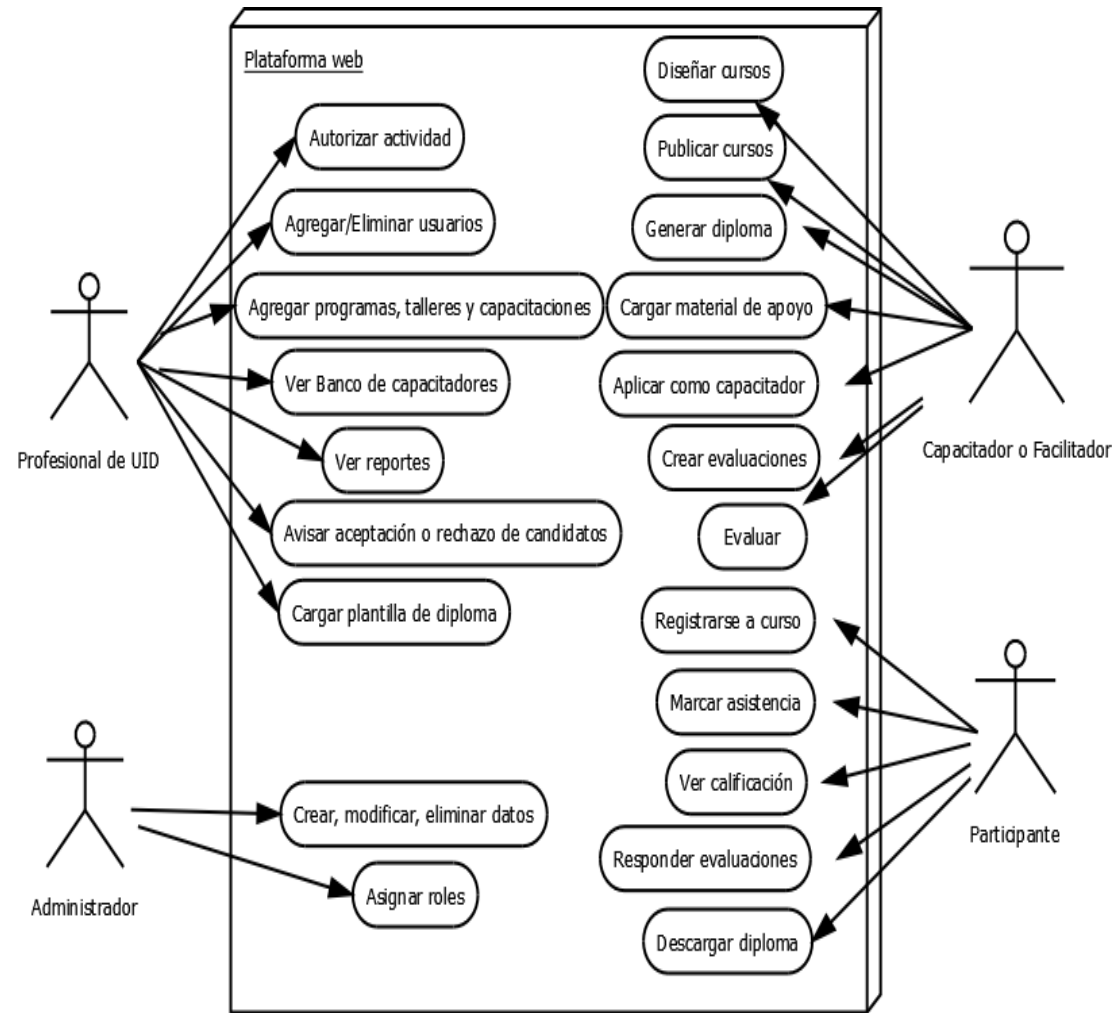 Plataforma web
Autorizar actividad
Agregar/Eliminar usuarios
Agregar programas, talleres y capacitaciones
Ver Banco de capacitadores
Ver reportes
Avisar aceptación o rechazo de candidatos
Cargar plantilla de diploma
Crear, modificar, eliminar datos
Asignar roles
Diseñar cursos
Publicar cursos
Generar diploma
Cargar material de apoyo
Aplicar como capacitador
Crear evaluaciones
Evaluar
Registrarse a curso
Marcar asistencia
Ver calificación
Responder evaluaciones
Descargar diploma
Profesional de UID
Administrador
Capacitador o Facilitador
Participante